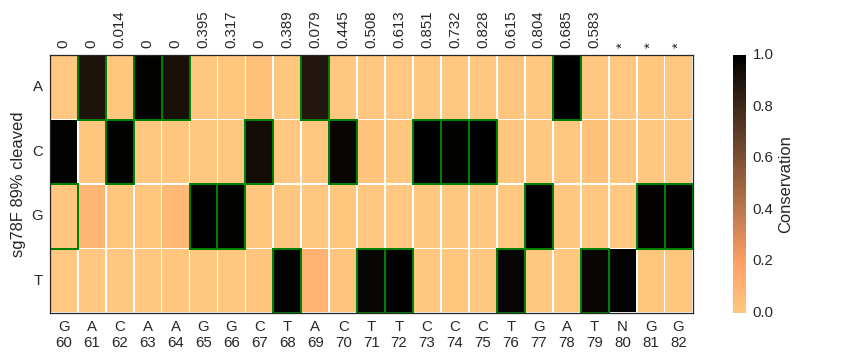 0 0 0.014 0 0 0.395 0.317 0 0.389 0.079 0.445 0.508 0.613 0.851 0.732 0.828 0.615 0.804 0.685 0.583 * * *
sg78F 89% cleaved
A
C
G
T
G A C A A G G C T A C T T C C C T G A T N G G
60 61 62 63 64 65 66 67 68 69 70 71 72 73 74 75 76 77 78 79 80 81 82
1.0
0.8
0.6
0.4
0.2
0.0
Conservation